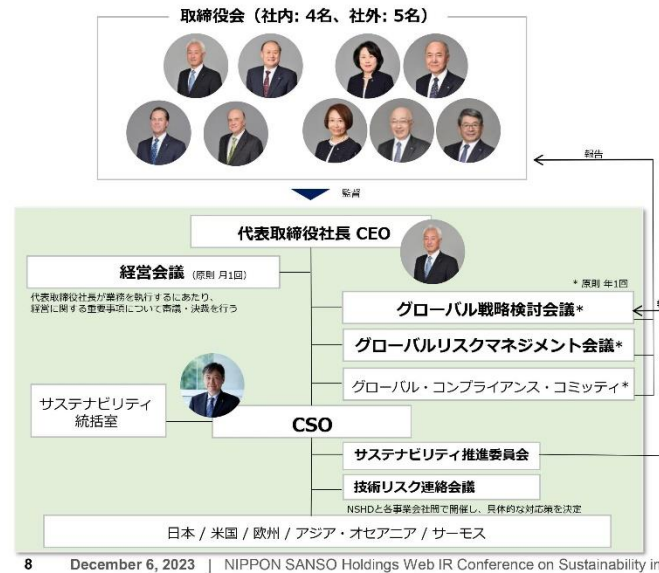 取締役会（社内: 4名、社外: 5名）
報告
監督
代表取締役社長 CEO
経営会議（原則 月1回）
代表取締役社長が業務を執行するにあたり、
経営に関する重要事項について審議・決裁を行う
* 原則 年1回
グローバル戦略検討会議*
グローバルリスクマネジメント会議*
グローバル・コンプライアンス・コミッティ*
サステナビリティ
統括室
CSO
サステナビリティ推進委員会
技術リスク連絡会議
NSHDと各事業会社間で開催し、具体的な対応策を決定
日本 / 米国 / 欧州 / アジア・オセアニア / サーモス
8 December 6, 2023 | NIPPON SANSO Holdings Web IR Conference on Sustainability in